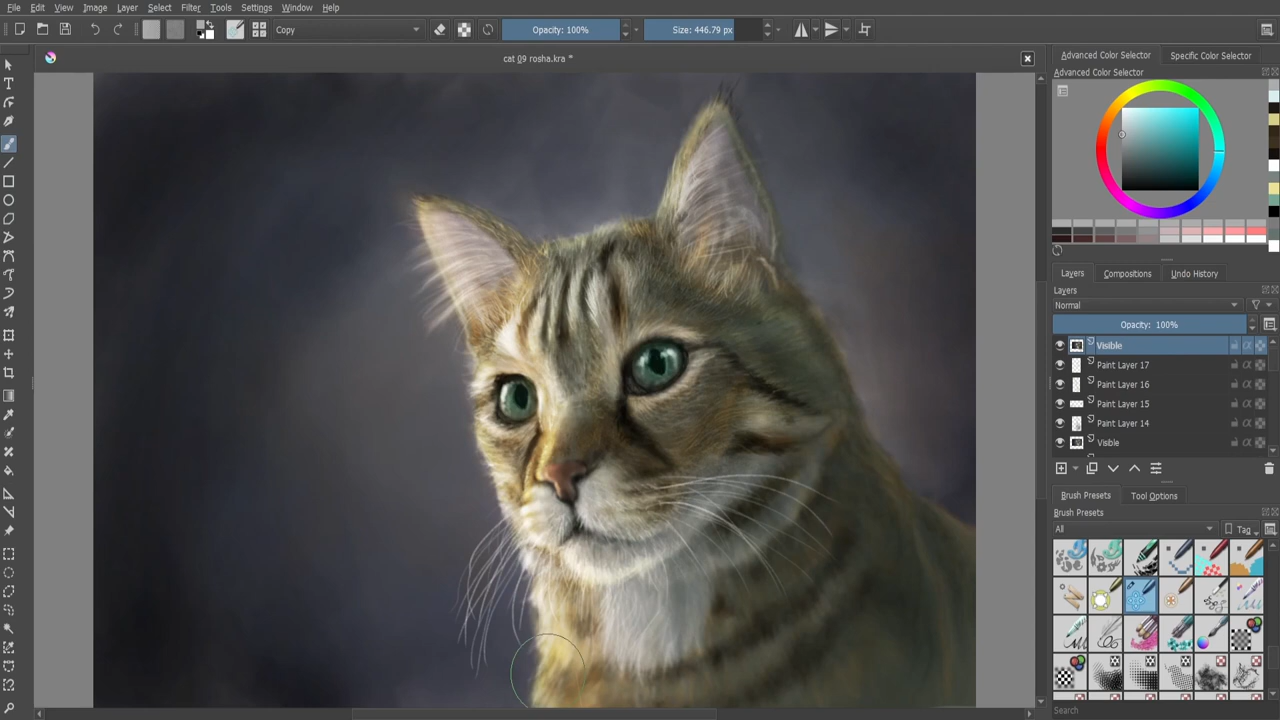 File Edit View Image Layer Select Filter Tools Settings Window Help
Copy Opacity: 100% Size: 446.79 px
cat 09 rosha.kra *
Advanced Color Selector Specific Color Selector
Advanced Color Selector
Layers Compositions Undo History
Layers
Normal
Opacity: 100%
Visible
Paint Layer 17
Paint Layer 16
Paint Layer 15
Paint Layer 14
Visble
Brush Presets Tool Options
Brush Presets
All Tag
Search